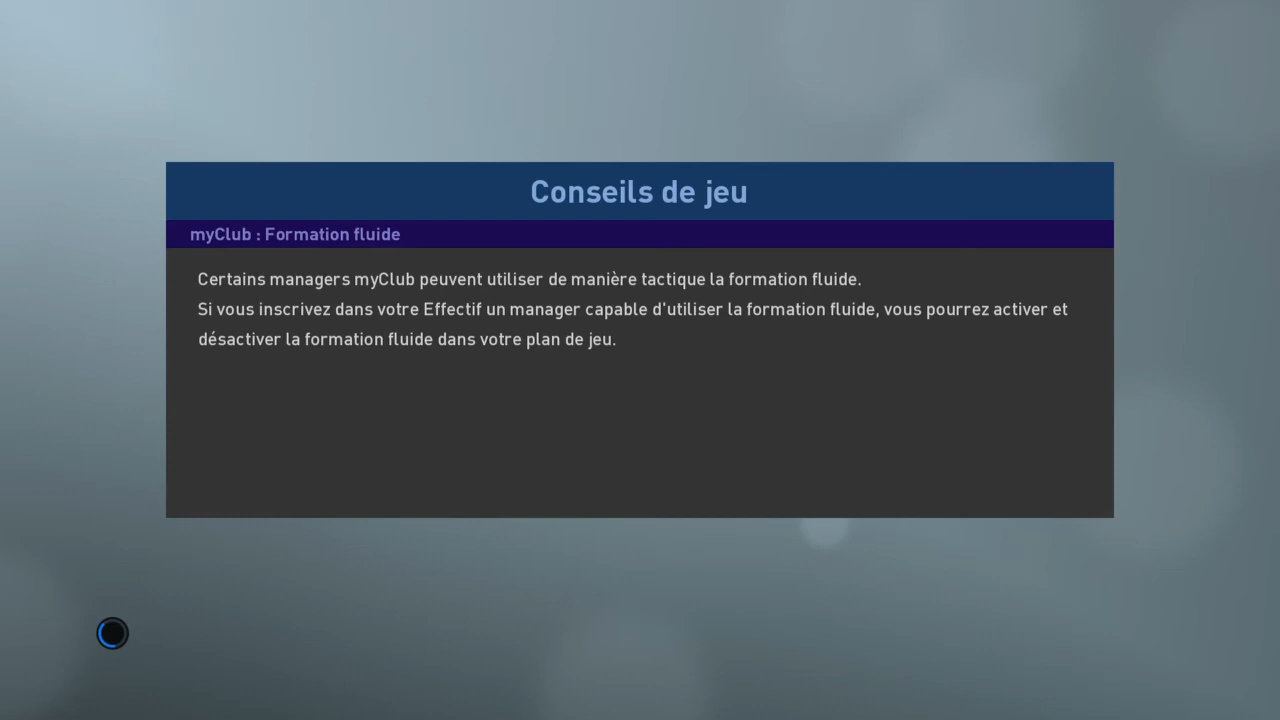 Conseils de jeu
myClub : Formation fluide
Certains managers myClub peuvent utiliser de manière tactique la formation fluide.
Si vous inscrivez dans votre Effectif un manager capable d'utiliser la formation fluide, vous pourrez activer et
désactiver la formation fluide dans votre plan de jeu.